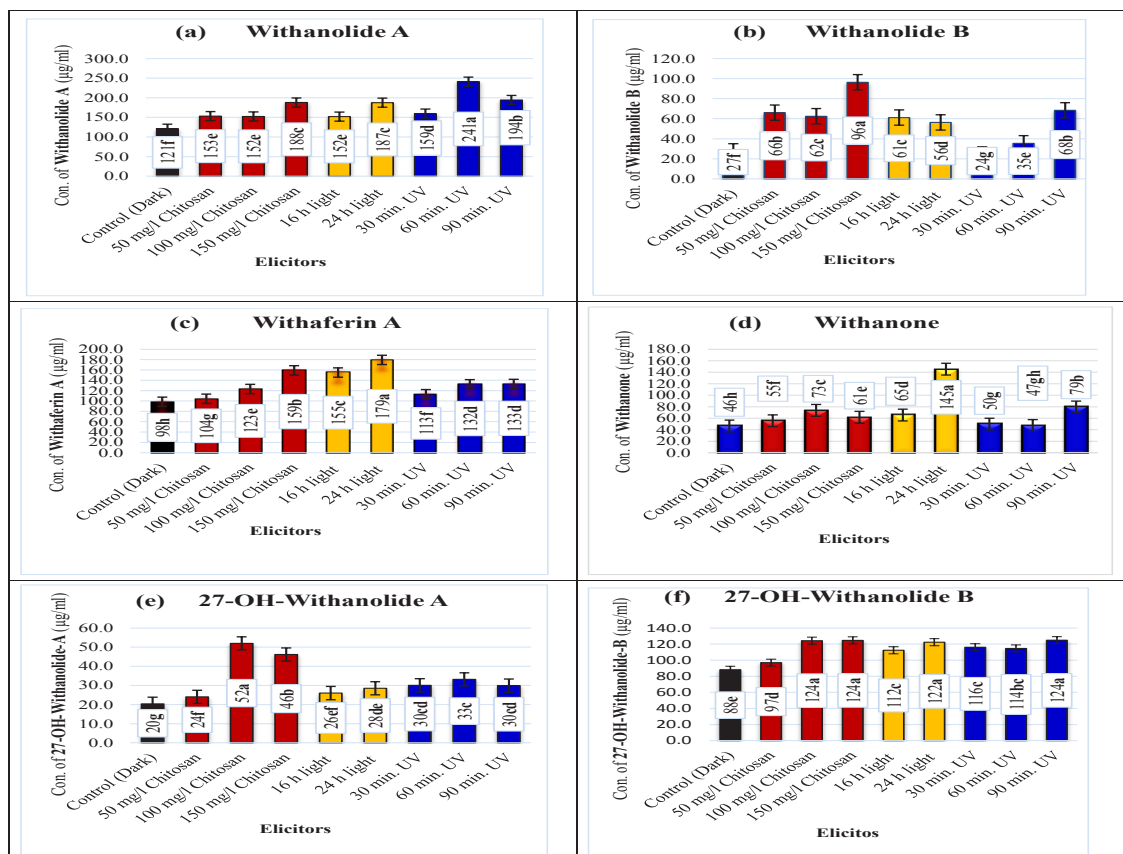 (a) Withanolide A
Con. of Withanolide A (µg/ml)
300.0
250.0
200.0
150.0
100.0
50.0
0.0
121f
153e
152e
188c
152e
187c
159d
241a
194b
Control (Dark)
50 mg/l Chitosan
100 mg/l Chitosan
150 mg/l Chitosan
16 h light
24 h light
30 min. UV
60 min. UV
90 min. UV
Elicitors
(b) Withanolide B
Con. of Withanolide B (µg/ml)
120.0
100.0
80.0
60.0
40.0
20.0
0.0
27f
66b
62c
96a
61c
56d
24g
35e
68b
Control (Dark)
50 mg/l Chitosan
100 mg/l Chitosan
150 mg/l Chitosan
16 h light
24 h light
30 min. UV
60 min. UV
90 min. UV
Elicitors
(c) Withaferin A
Con. of Withaferin A (µg/ml)
200.0
180.0
160.0
140.0
120.0
100.0
80.0
60.0
40.0
20.0
0.0
98h
104g
123e
159b
155c
179a
113f
132d
133d
Control (Dark)
50 mg/l Chitosan
100 mg/l Chitosan
150 mg/l Chitosan
16 h light
24 h light
30 min. UV
60 min. UV
90 min. UV
Elicitors
(d) Withanone
Con. of Withanone (µg/ml)
180.0
160.0
140.0
120.0
100.0
80.0
60.0
40.0
20.0
0.0
46h
55f
73c
61e
65d
145a
50g
47gh
79b
Control (Dark)
50 mg/l Chitosan
100 mg/l Chitosan
150 mg/l Chitosan
16 h light
24 h light
30 min. UV
60 min. UV
90 min. UV
Elicitors
(e) 27-OH-Withanolide A
Con. of 27-OH-Withanolide-A (µg/ml)
60.0
50.0
40.0
30.0
20.0
10.0
0.0
20g
24f
52a
46b
26ef
28de
30cd
33c
30cd
Control (Dark)
50 mg/l Chitosan
100 mg/l Chitosan
150 mg/l Chitosan
16 h light
24 h light
30 min. UV
60 min. UV
90 min. UV
Elicitors
(f) 27-OH-Withanolide B
Con. of 27-OH-Withanolide-B (µg/ml)
140.0
120.0
100.0
80.0
60.0
40.0
20.0
0.0
88e
97d
124a
124a
112c
122a
116c
114bc
124a
Control (Dark)
50 mg/l Chitosan
100 mg/l Chitosan
150 mg/l Chitosan
16 h light
24 h light
30 min. UV
60 min. UV
90 min. UV
Elicitos